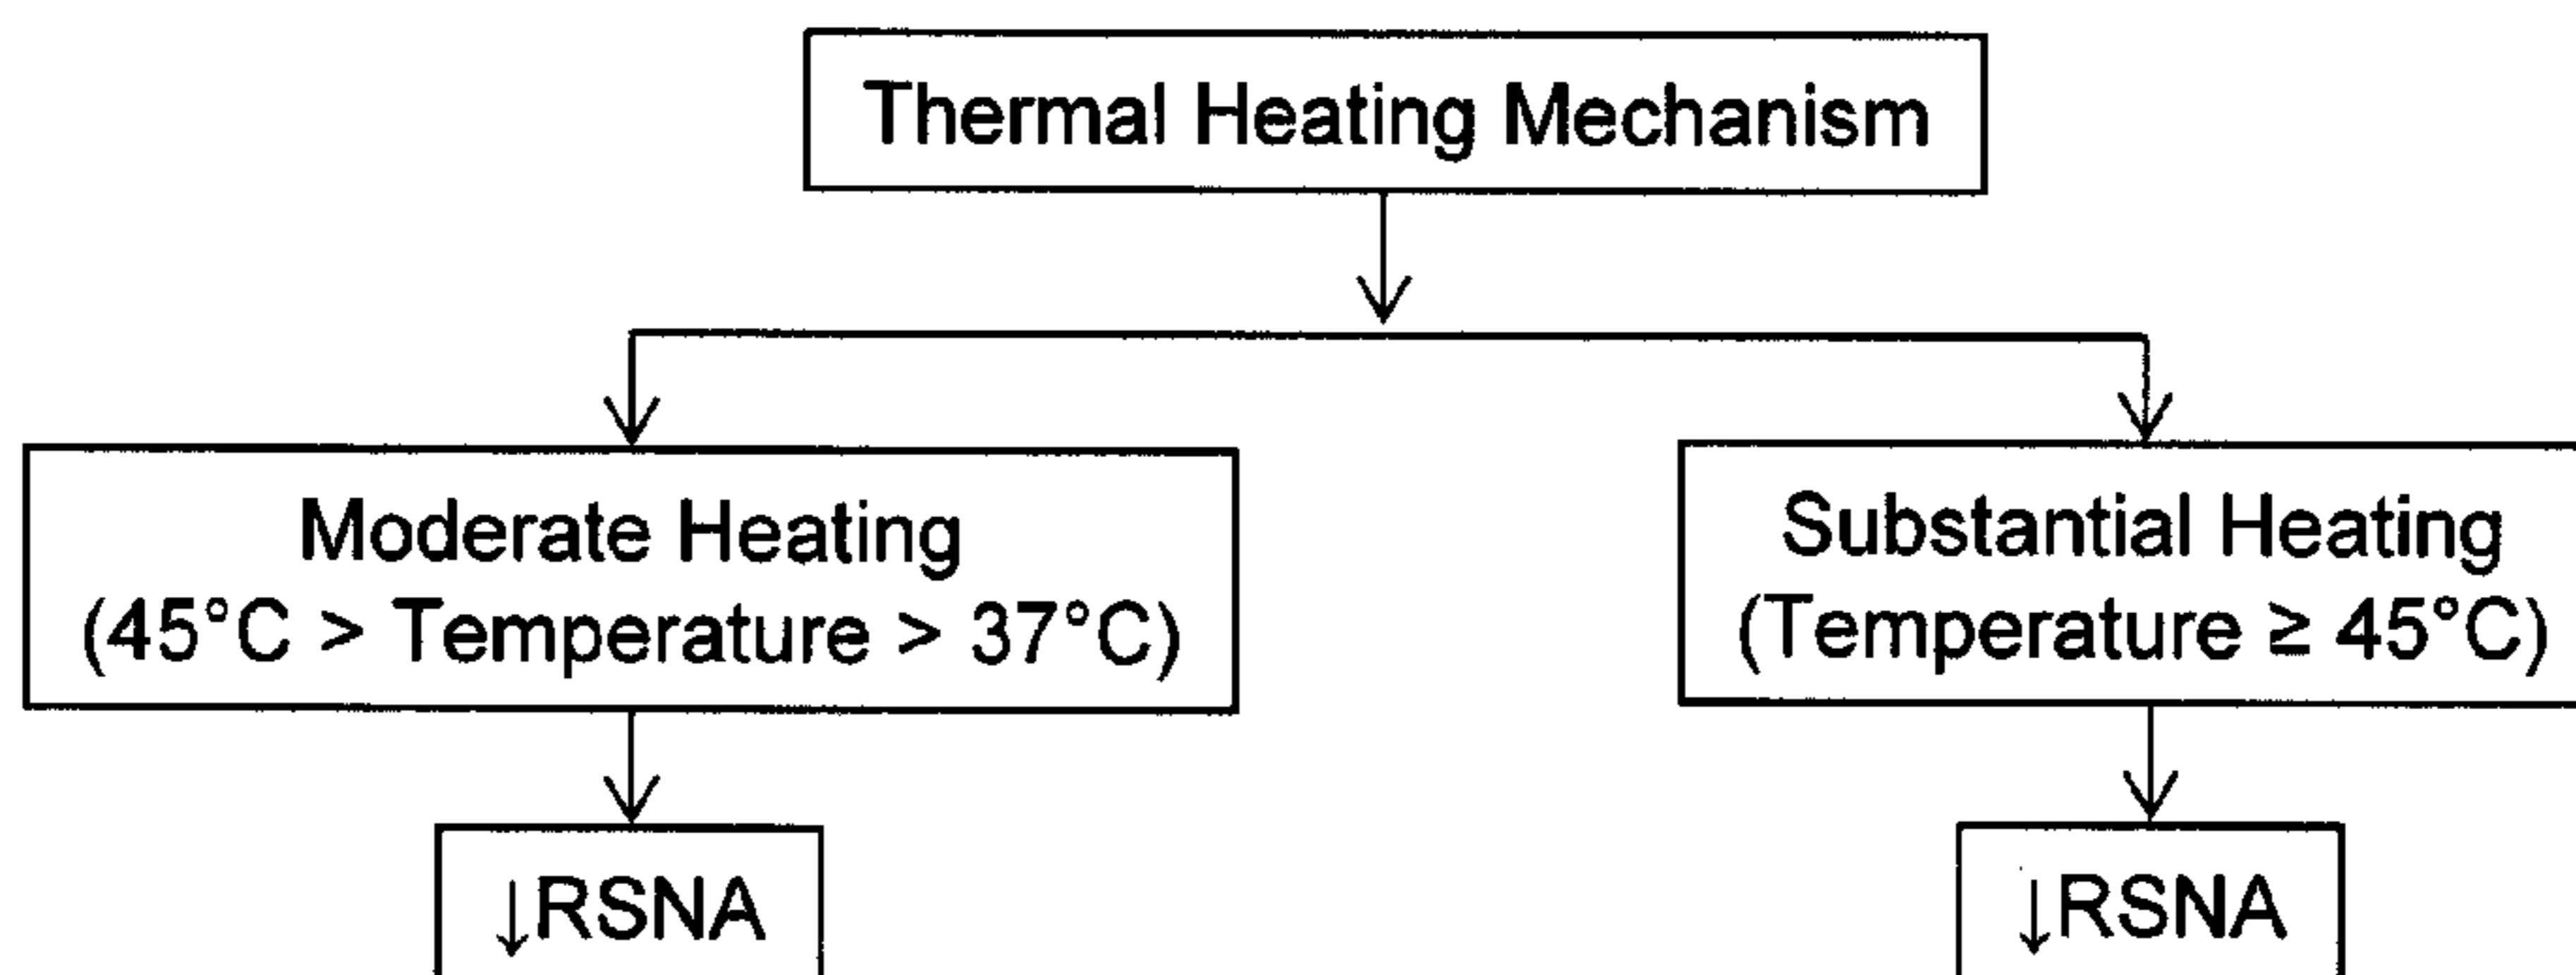 Thermal Heating Mechanism
Moderate Heating
(45°C > Temperature > 37°C)
Substantial Heating
(Temperature ≥ 45°C)
↓RSNA
↓RSNA